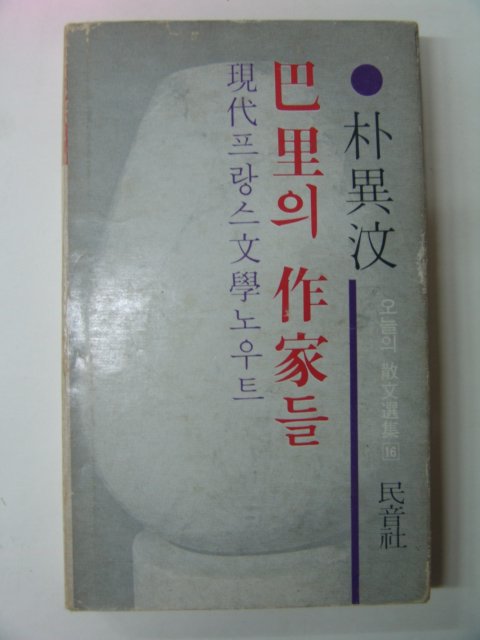 朴異汶
오늘의 散文選集 16
民音社
巴里의 作家들
現代프랑스文學노우트